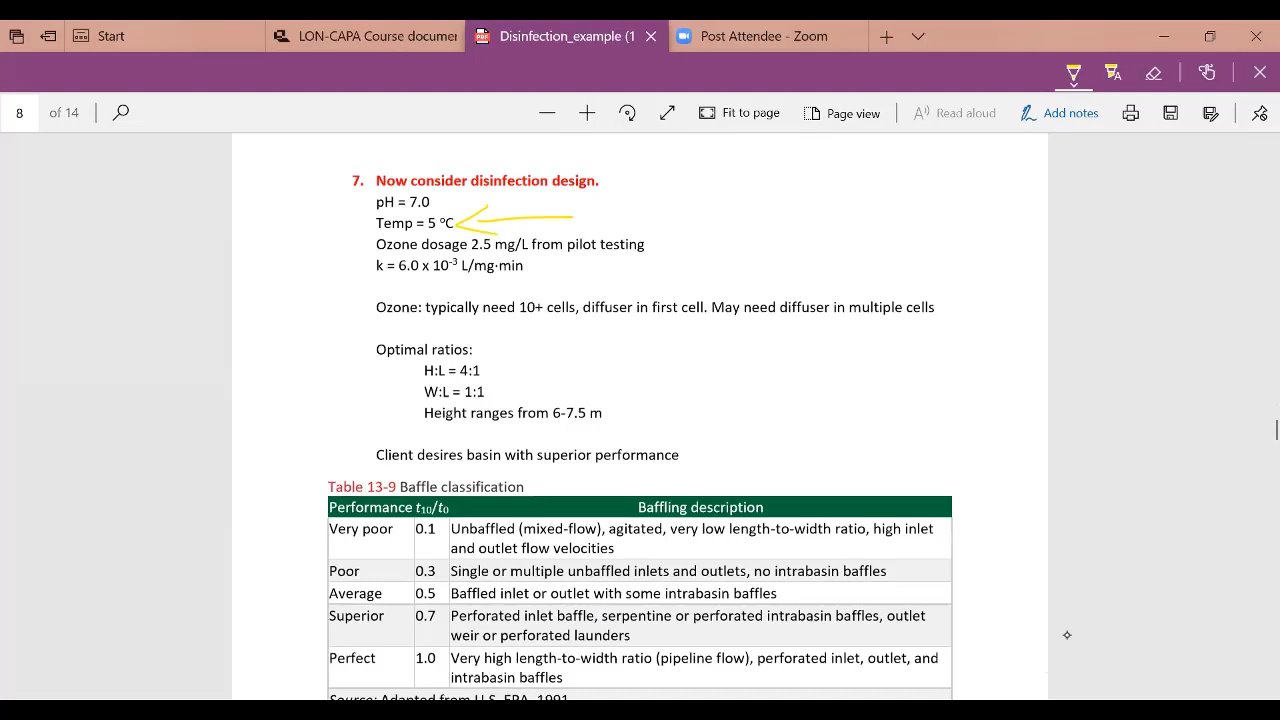 Start
LON-CAPA Course documen
Disinfection_example (1
Post Attendee - Zoom
8 of 14
Fit to page
Page view
Read aloud
Add notes
7. Now consider disinfection design.
pH = 7.0
Temp = 5 °C
Ozone dosage 2.5 mg/L from pilot testing
k = 6.0 x 10⁻³ L/mg·min
Ozone: typically need 10+ cells, diffuser in first cell. May need diffuser in multiple cells
Optimal ratios:
H:L = 4:1
W:L = 1:1
Height ranges from 6-7.5 m
Client desires basin with superior performance
Table 13-9 Baffle classification
Performance t₁₀/t₀ Baffling description
Very poor 0.1 Unbaffled (mixed-flow), agitated, very low length-to-width ratio, high inlet
and outlet flow velocities
Poor 0.3 Single or multiple unbaffled inlets and outlets, no intrabasin baffles
Average 0.5 Baffled inlet or outlet with some intrabasin baffles
Superior 0.7 Perforated inlet baffle, serpentine or perforated intrabasin baffles, outlet
weir or perforated launders
Perfect 1.0 Very high length-to-width ratio (pipeline flow), perforated inlet, outlet, and
intrabasin baffles
Source: Adapted from U.S. EPA, 1991